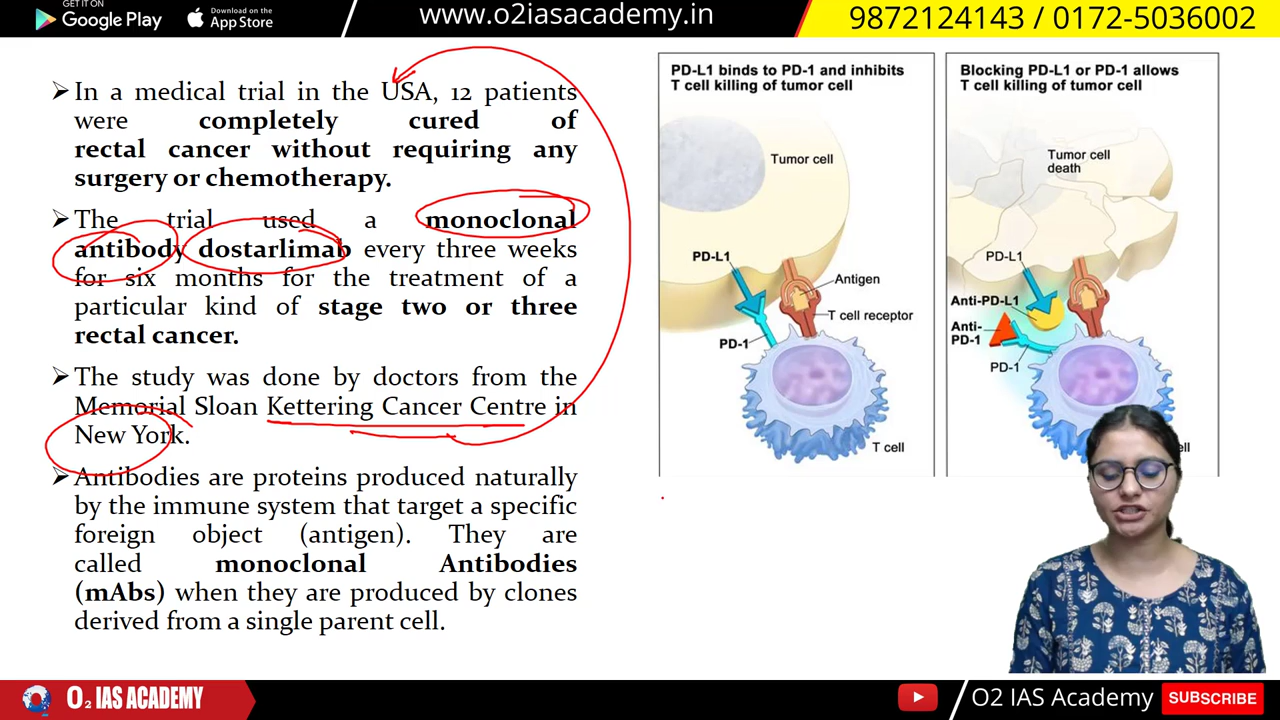 GET IT ON
Google Play
Download on the
App Store
www.o2iasacademy.in
9872124143 / 0172-5036002
➢In a medical trial in the USA, 12 patients
were completely cured of
rectal cancer without requiring any
surgery or chemotherapy.
➢The trial used a monoclonal
antibody dostarlimab every three weeks
for six months for the treatment of a
particular kind of stage two or three
rectal cancer.
➢The study was done by doctors from the
Memorial Sloan Kettering Cancer Centre in
New York.
➢Antibodies are proteins produced naturally
by the immune system that target a specific
foreign object (antigen). They are
called monoclonal Antibodies
(mAbs) when they are produced by clones
derived from a single parent cell.
PD-L1 binds to PD-1 and inhibits
T cell killing of tumor cell
Tumor cell
PD-L1
Antigen
T cell receptor
PD-1
T cell
Blocking PD-L1 or PD-1 allows
T cell killing of tumor cell
Tumor cell
death
PD-L1
Anti-PD-L1
Anti-
PD-1
PD-1
ell
O2 IAS ACADEMY
O2 IAS Academy
SUBSCRIBE